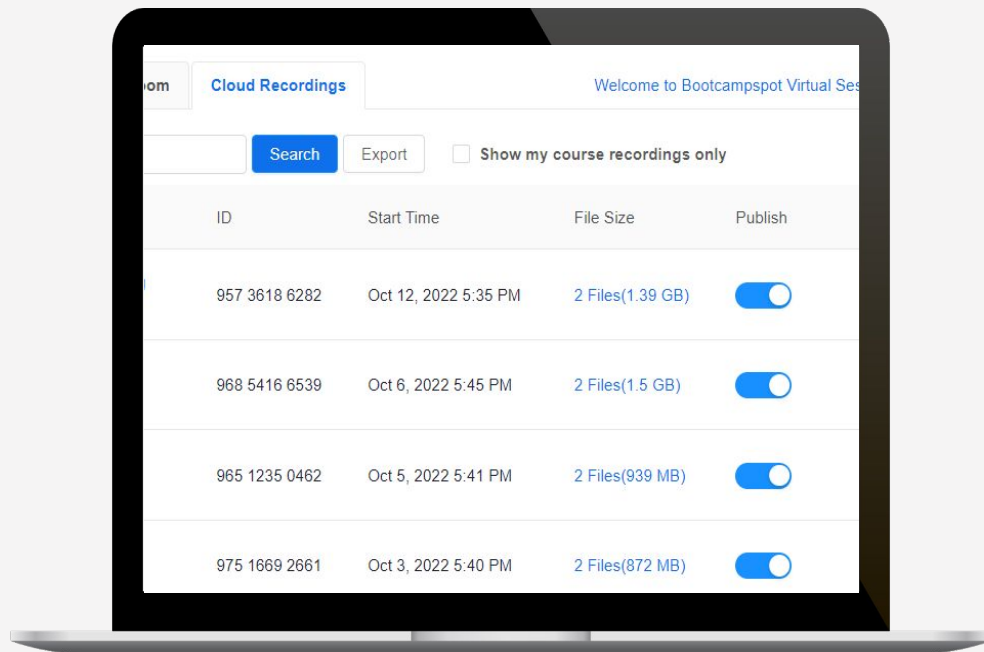 Cloud Recordings Welcome to Bootcampspot Virtual
Search Export Show my course recordings only
ID Start Time File Size Publish
957 3618 6282 Oct 12, 2022 5:35 PM 2 Files(1.39 GB)
968 5416 6539 Oct 6, 2022 5:45 PM 2 Files(1.5 GB)
965 1235 0462 Oct 5, 2022 5:41 PM 2 Files(939 MB)
975 1669 2661 Oct 3, 2022 5:40 PM 2 Files(872 MB)